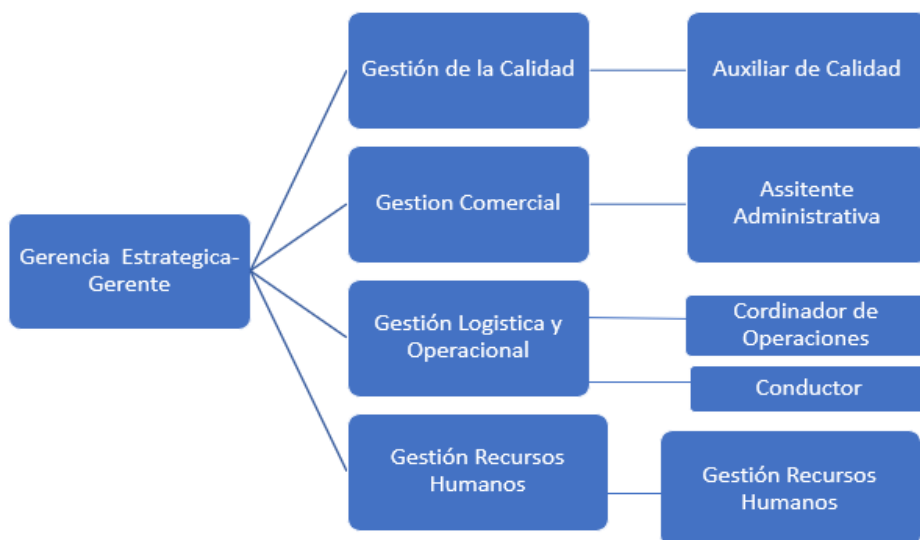 Gestión de la Calidad
Auxiliar de Calidad
Gestion Comercial
Assitente
Administrativa
Gerencia Estrategica-
Gerente
Gestión Logistica y
Operacional
Cordinador de
Operaciones
Conductor
Gestión Recursos
Humanos
Gestión Recursos
Humanos